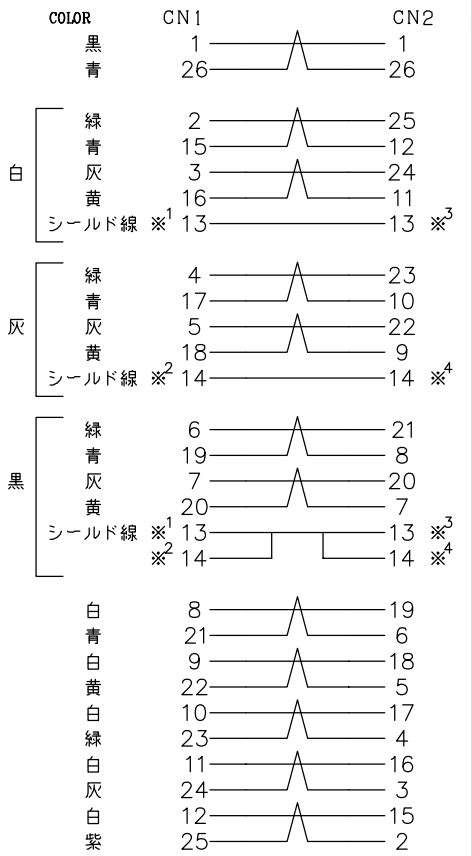 COLOR CN1 CN2
黒 1 1
青 26 26
緑 2 25
青 15 12
白 灰 3 24
黄 16 11
シールド線 ※1 13 13 ※3
緑 4 23
青 17 10
灰 灰 5 22
黄 18 9
シールド線 ※2 14 14 ※4
緑 6 21
青 19 8
黒 灰 7 20
黄 20 7
シールド線 ※1 13 13 ※3
※2 14 14 ※4
白 8 19
青 21 6
白 9 18
黄 22 5
白 10 17
緑 23 4
白 11 16
灰 24 3
白 12 15
紫 25 2